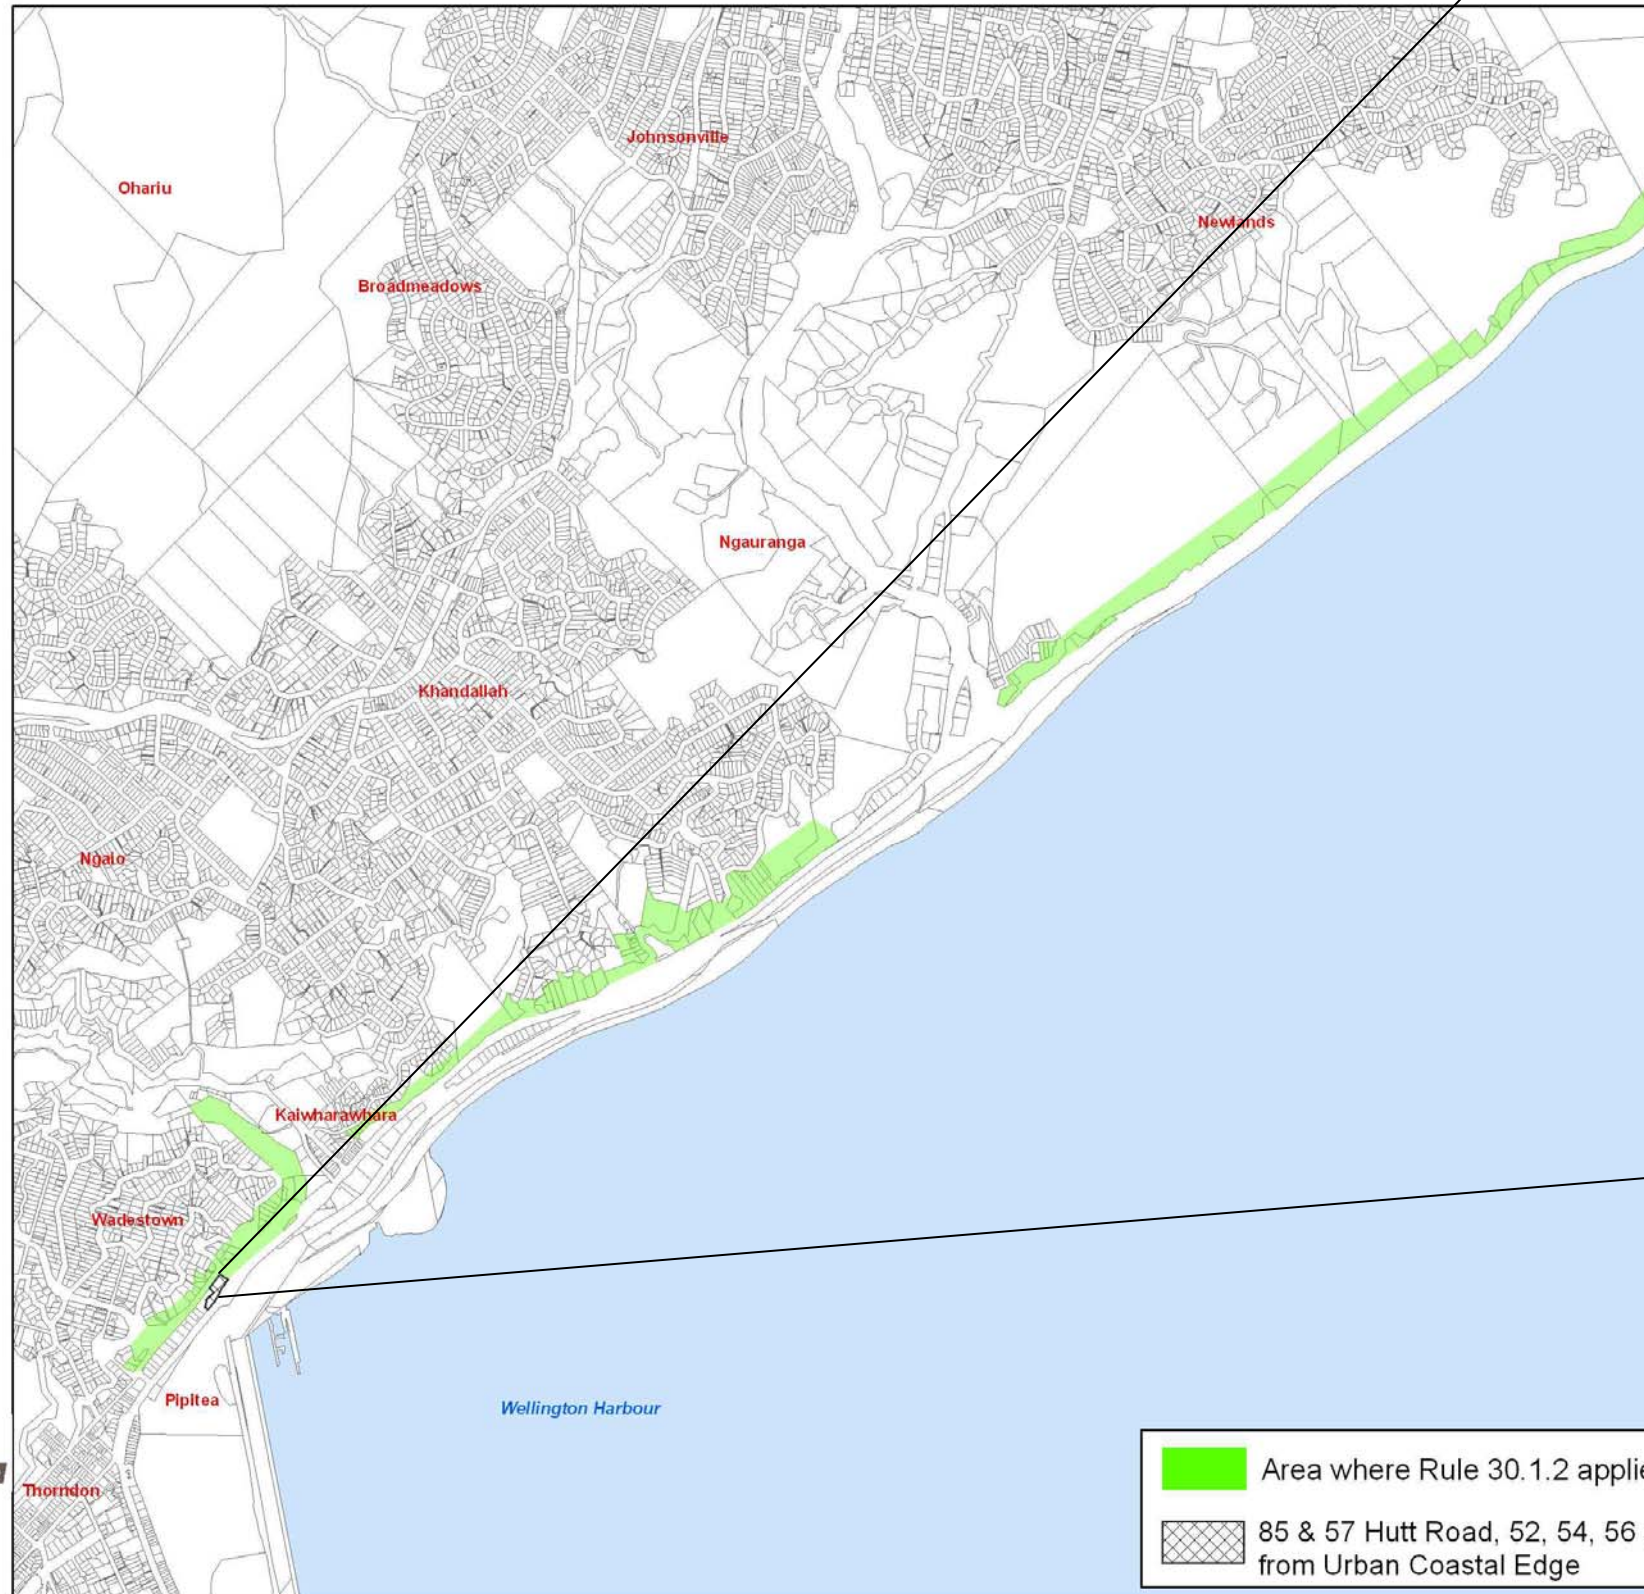 Johnsonville
Ohariu
Newlands
Broadmeadows
Ngauranga
Khandallah
Ngaio
Kaiwharawhara
Wadestown
Pipitea
Wellington Harbour
Thorndon
Area where Rule 30.1.2 applie
85 & 57 Hutt Road, 52, 54, 56
from Urban Coastal Edge